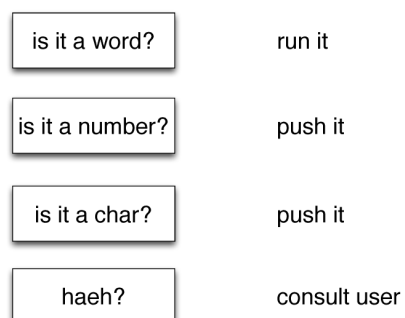 is it a word? run it
is it a number? push it
is it a char? push it
haeh? consult user